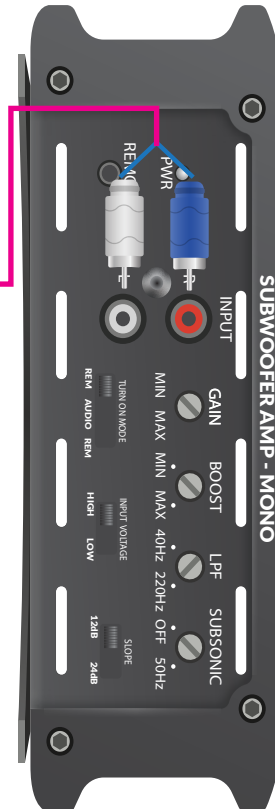 SUBWOOFER AMP - MONO
INPUT
GAIN
BOOST
LPF
SUBSONIC
PWR
R
L
MIN MAX
MIN MAX
40Hz 220Hz
OFF 50Hz
TURN ON MODE
REM AUDIO REM
INPUT VOLTAGE
HIGH LOW
SLOPE
12dB 24dB